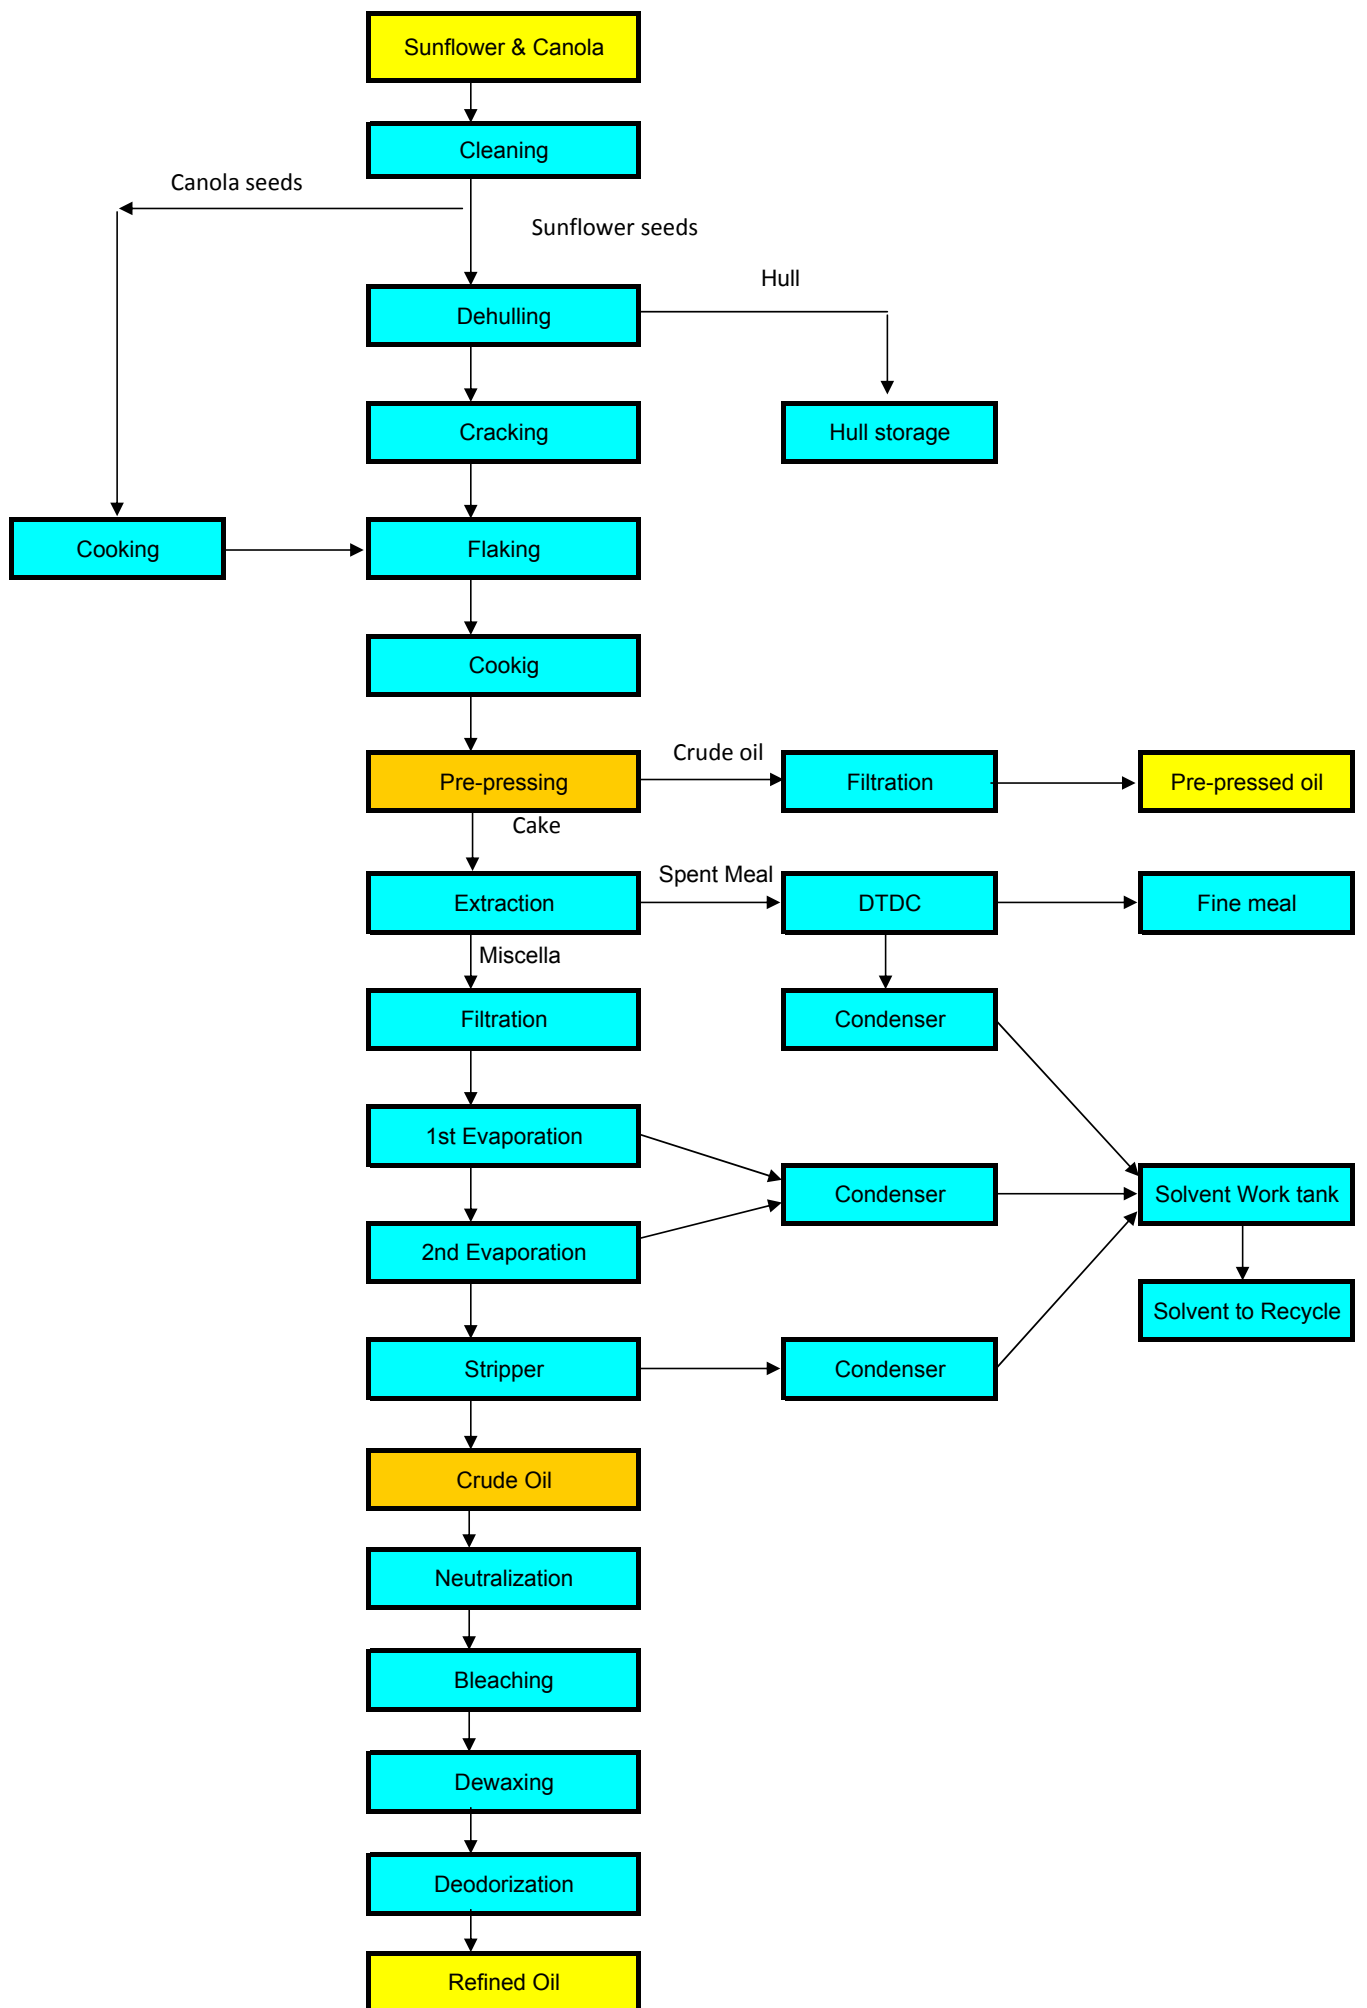 Sunflower & Canola
Cleaning
Canola seeds
Sunflower seeds
Hull
Dehulling
Cracking
Hull storage
Cooking
Flaking
Cookig
Crude oil
Pre-pressing
Filtration
Pre-pressed oil
Cake
Spent Meal
Extraction
DTDC
Fine meal
Miscella
Filtration
Condenser
1st Evaporation
Condenser
Solvent Work tank
2nd Evaporation
Solvent to Recycle
Stripper
Condenser
Crude Oil
Neutralization
Bleaching
Dewaxing
Deodorization
Refined Oil